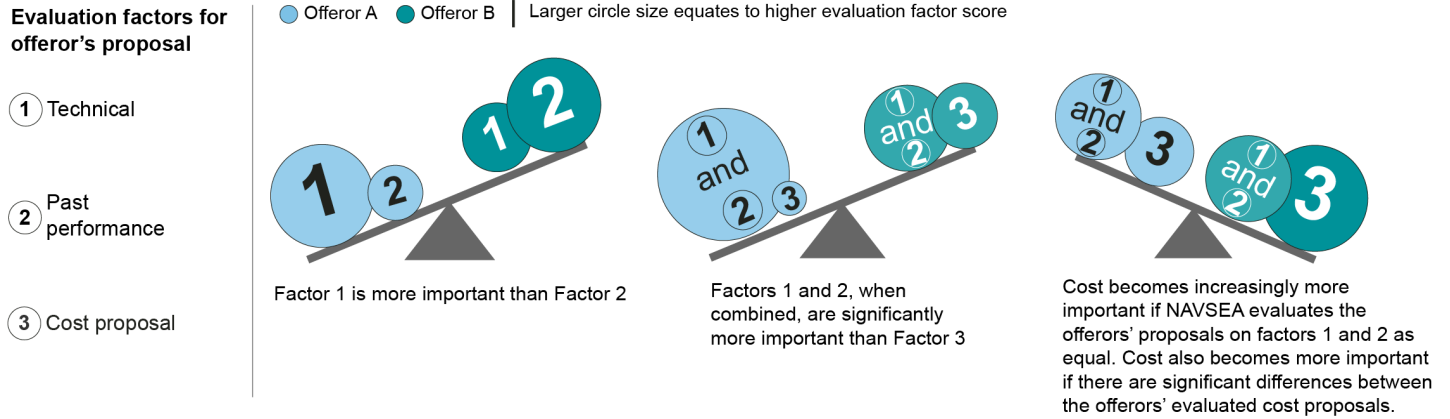 Evaluation factors for
offeror’s proposal
1 Technical
2 Past
performance
3 Cost proposal
Offeror A Offeror B Larger circle size equates to higher evaluation factor score
1 2 1 2
Factor 1 is more important than Factor 2
1
and
2 3
1
and
2 3
Factors 1 and 2, when
combined, are significantly
more important than Factor 3
1
and
2 3
1
and
2 3
Cost becomes increasingly more
important if NAVSEA evaluates the
offerors’ proposals on factors 1 and 2 as
equal. Cost also becomes more important
if there are significant differences between
the offerors’ evaluated cost proposals.